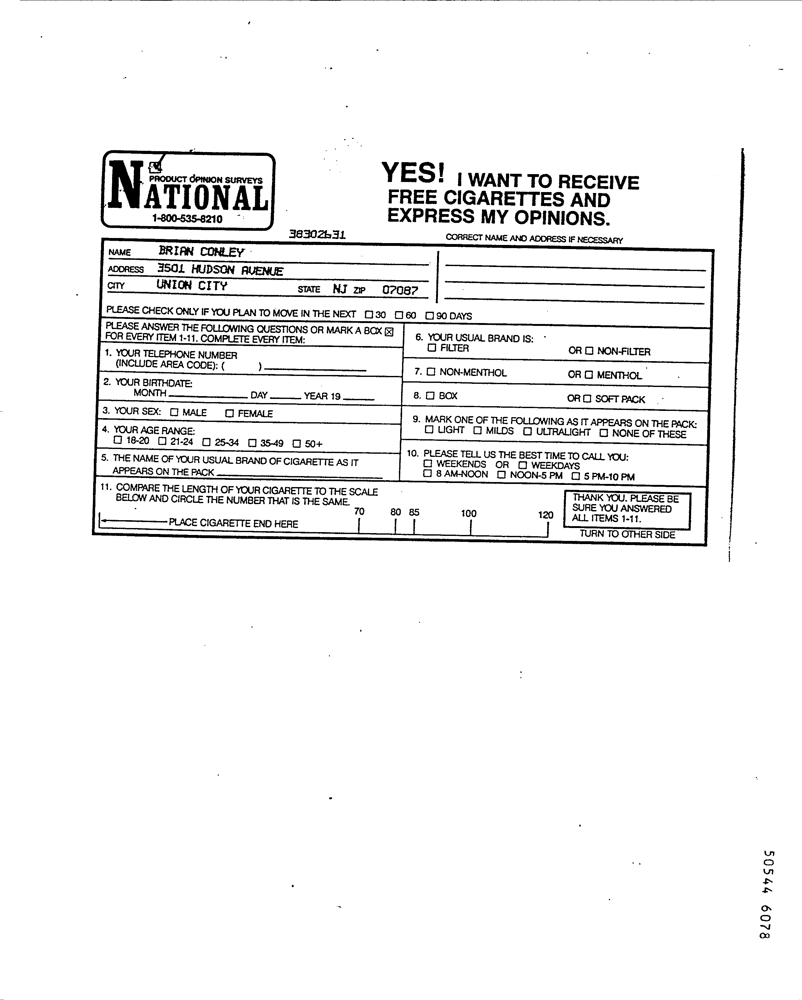 NATIONAL
PRODUCT OPINION SURVEYS
1-800-535-8210
YES! I WANT TO RECEIVE
FREE CIGARETTES AND
EXPRESS MY OPINIONS.
38302631
CORRECT NAME AND ADDRESS IF NECESSARY
NAME BRIAN CONLEY
ADDRESS 3501 HUDSON AVENUE
CITY UNION CITY STATE NJ ZIP 07087
PLEASE CHECK ONLY IF YOU PLAN TO MOVE IN THE NEXT ☐ 30 ☐ 60 ☐ 90 DAYS
PLEASE ANSWER THE FOLLOWING QUESTIONS OR MARK A BOX ☒
FOR EVERY ITEM 1-11. COMPLETE EVERY ITEM:
1. YOUR TELEPHONE NUMBER
(INCLUDE AREA CODE): ( )
2. YOUR BIRTHDATE:
MONTH DAY YEAR 19
3. YOUR SEX: ☐ MALE ☐ FEMALE
4. YOUR AGE RANGE:
☐ 18-20 ☐ 21-24 ☐ 25-34 ☐ 35-49 ☐ 50+
5. THE NAME OF YOUR USUAL BRAND OF CIGARETTE AS IT
APPEARS ON THE PACK
6. YOUR USUAL BRAND IS:
☐ FILTER OR ☐ NON-FILTER
7. ☐ NON-MENTHOL OR ☐ MENTHOL
8. ☐ BOX OR ☐ SOFT PACK
9. MARK ONE OF THE FOLLOWING AS IT APPEARS ON THE PACK:
☐ LIGHT ☐ MILDS ☐ ULTRALIGHT ☐ NONE OF THESE
10. PLEASE TELL US THE BEST TIME TO CALL YOU:
☐ WEEKENDS OR ☐ WEEKDAYS
☐ 8 AM-NOON ☐ NOON-5 PM ☐ 5 PM-10 PM
11. COMPARE THE LENGTH OF YOUR CIGARETTE TO THE SCALE
BELOW AND CIRCLE THE NUMBER THAT IS THE SAME.
70 80 85 100 120
PLACE CIGARETTE END HERE
THANK YOU. PLEASE BE
SURE YOU ANSWERED
ALL ITEMS 1-11.
TURN TO OTHER SIDE
50544 6078